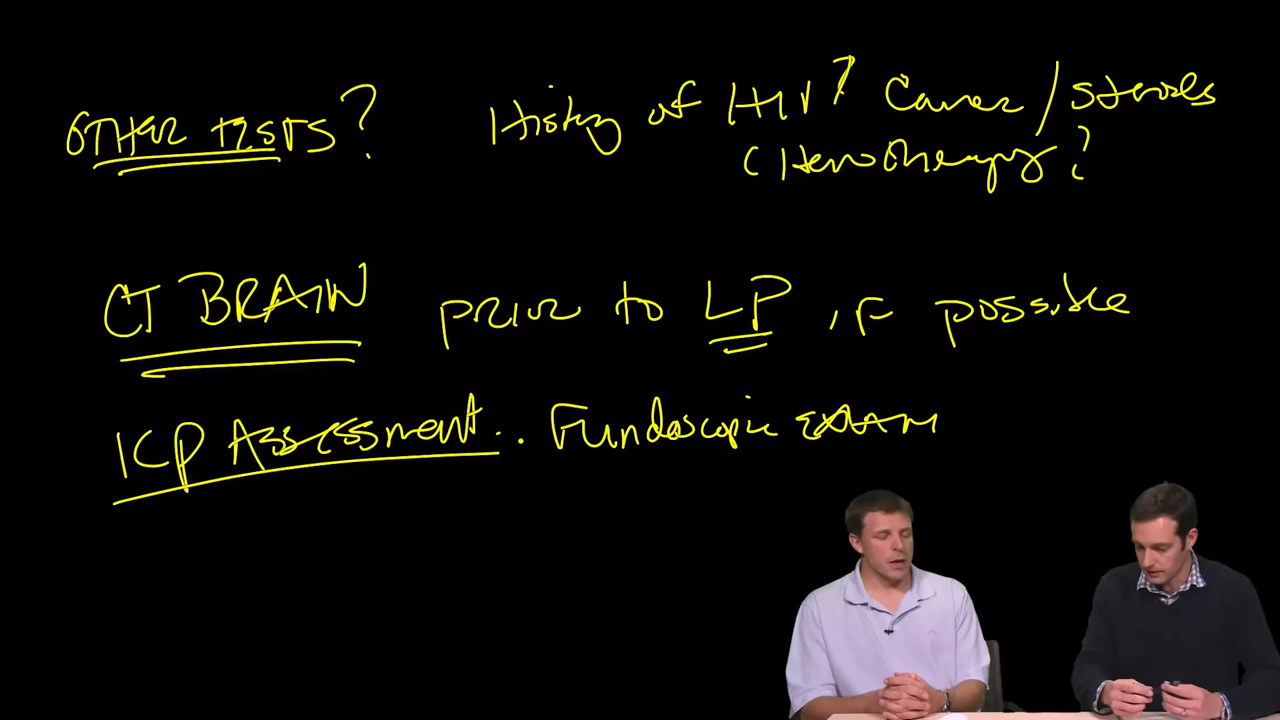 OTHER TESTS? History of HIV? Cancer/steroids
CHemotherapy?
CT BRAIN prior to LP if possible
ICP Assessment.. Fundoscopic EXAM